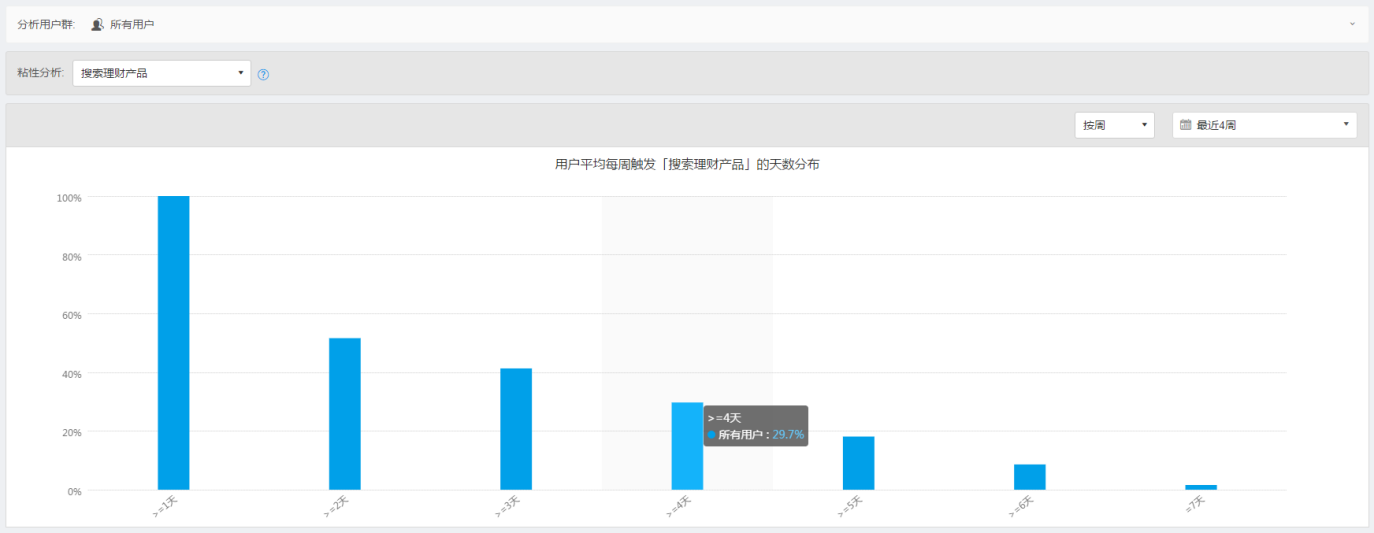 分析用户群: 所有用户
粘性分析: 搜索理财产品 ?
按周 最近4周
用户平均每周触发「搜索理财产品」的天数分布
100%
80%
60%
40%
20%
0%
>=4天
所有用户 : 29.7%
>=1天 >=2天 >=3天 >=4天 >=5天 >=6天 =7天